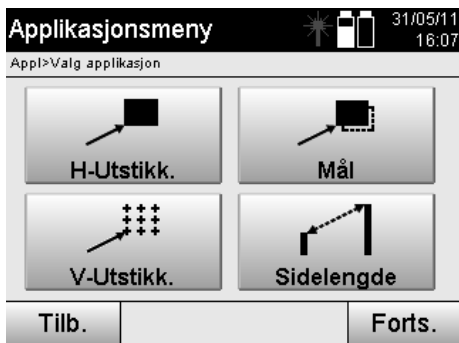 Applikasjonsmeny
31/05/11
16:07
Appl>Valg applikasjon
H-Utstikk.
Mål
V-Utstikk.
Sidelengde
Tilb.
Forts.